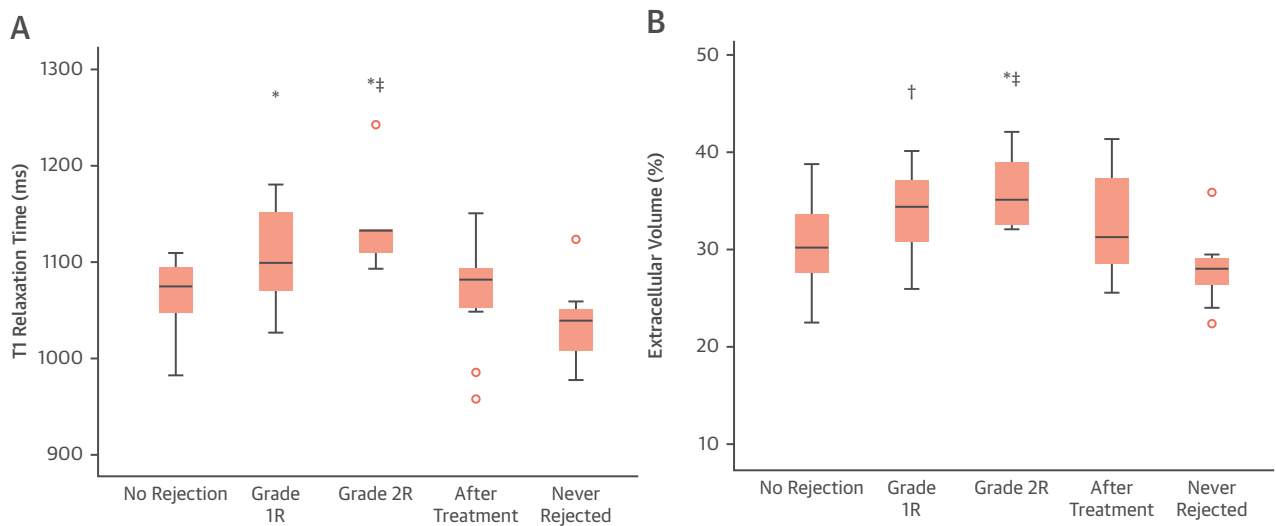 A
T1 Relaxation Time (ms)
1300
1200
1100
1000
900
*
*‡
No Rejection
Grade
1R
Grade 2R
After
Treatment
Never
Rejected
B
Extracellular Volume (%)
50
40
30
20
10
†
*‡
No Rejection
Grade
1R
Grade 2R
After
Treatment
Never
Rejected